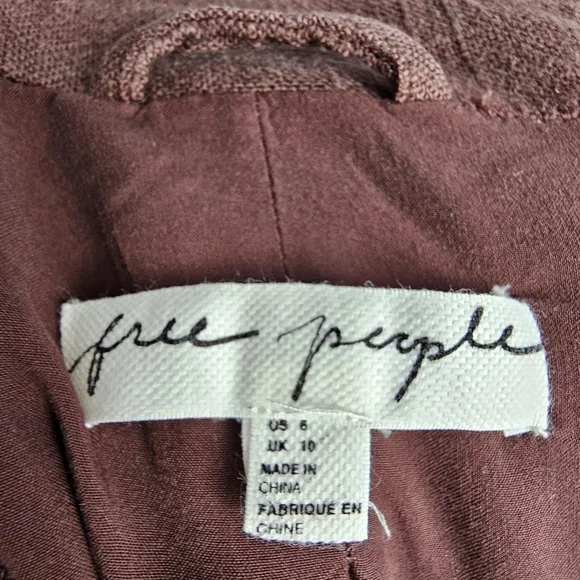 free people
US 6
UK 10
MADE IN
CHINA
FABRIQUÉ EN
CHINE